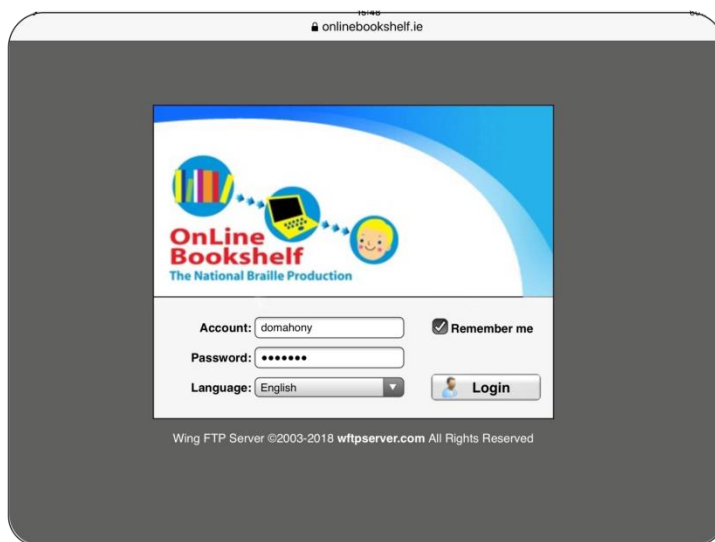 onlinebookshelf.ie
OnLine
Bookshelf
The National Braille Production
Account: domahony
Remember me
Password: •••••••
Language: English
Login
Wing FTP Server ©2003-2018 wftpserver.com All Rights Reserved